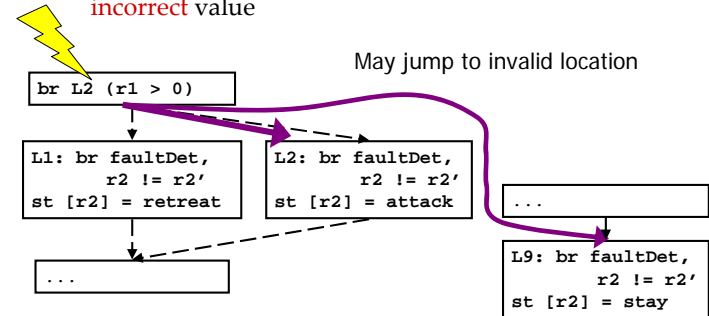 incorrect value
May jump to invalid location
br L2 (r1 > 0)
L1: br faultDet,
r2 != r2’
st [r2] = retreat
L2: br faultDet,
r2 != r2’
st [r2] = attack
...
...
L9: br faultDet,
r2 != r2’
st [r2] = stay